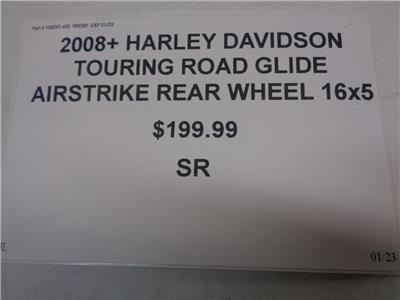 2008+ HARLEY DAVIDSON
TOURING ROAD GLIDE
AIRSTRIKE REAR WHEEL 16x5
$199.99
SR
01/23